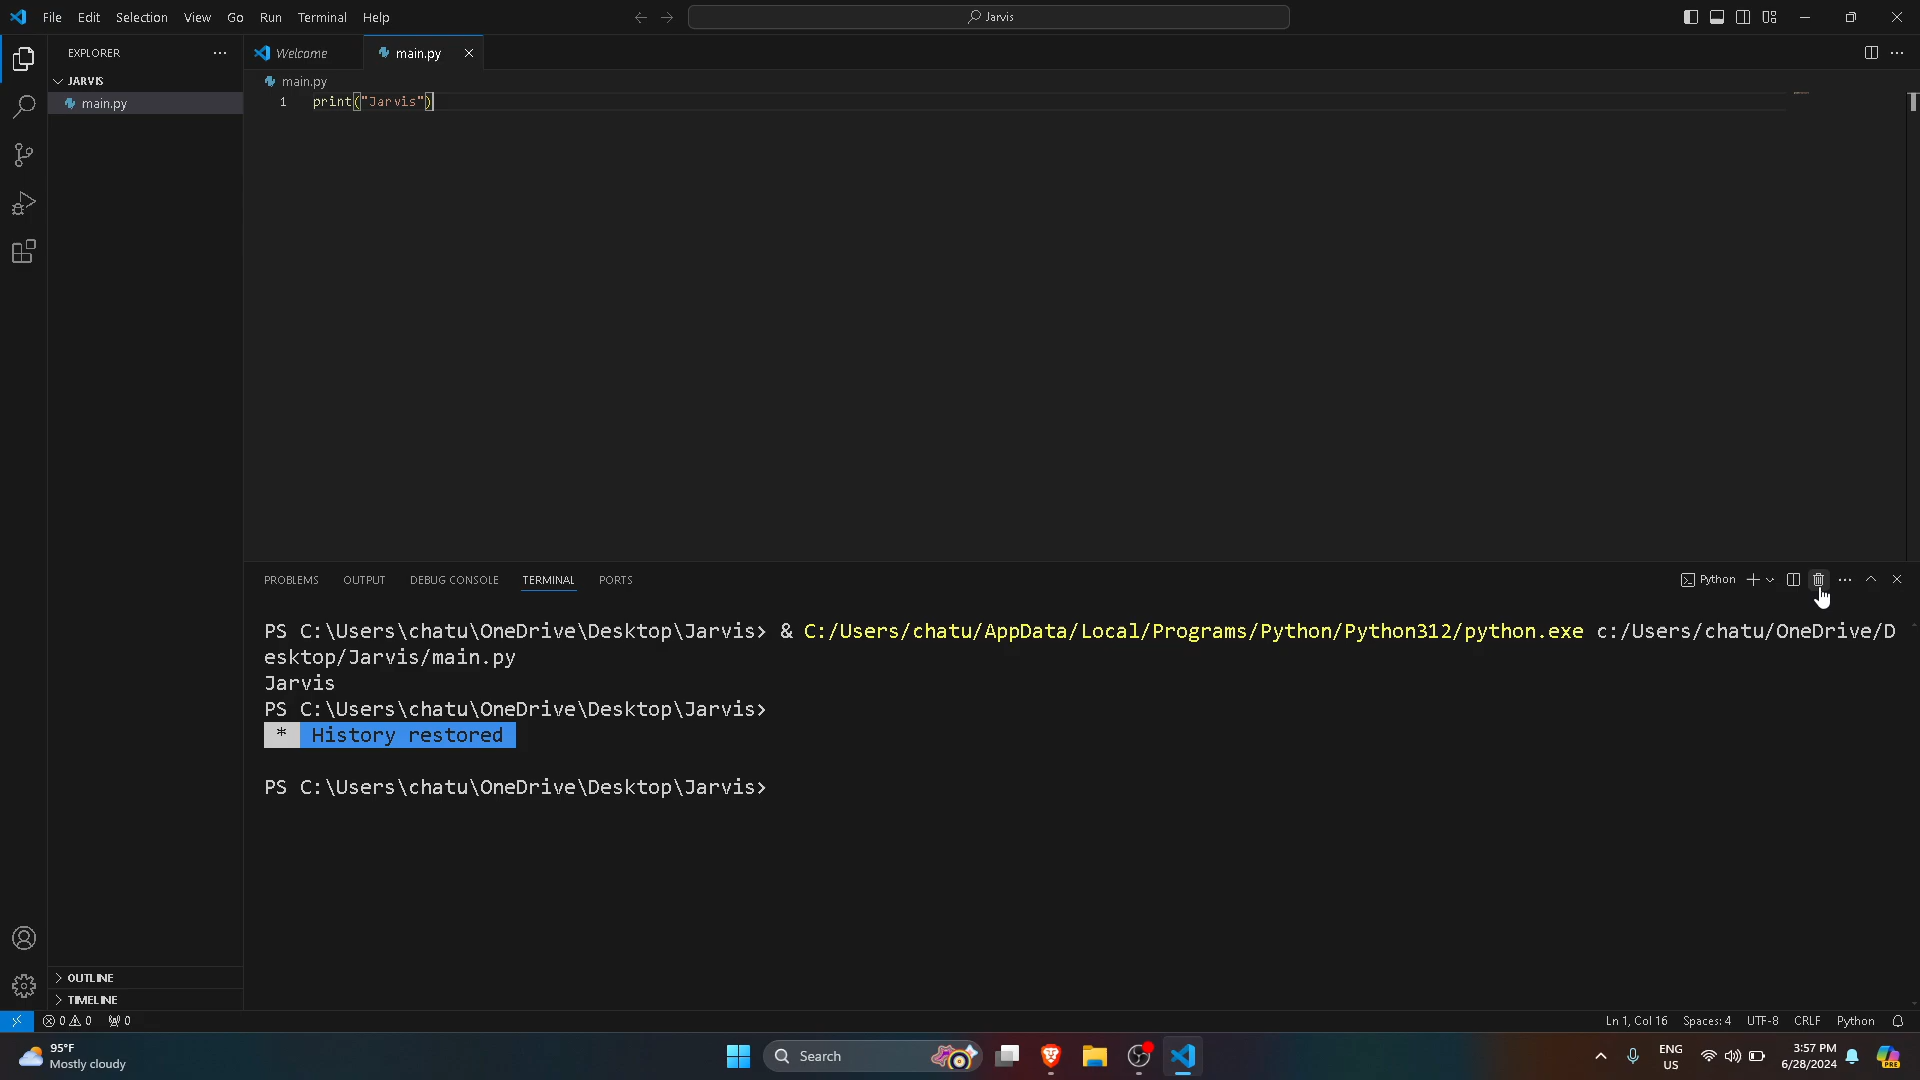 File Edit Selection View Go Run Terminal Help
Jarvis
EXPLORER
Welcome
main.py
JARVIS
main.py
main.py
1 print("Jarvis")
PROBLEMS OUTPUT DEBUG CONSOLE TERMINAL PORTS
Python
PS C:\Users\chatu\OneDrive\Desktop\Jarvis> & C:/Users/chatu/AppData/Local/Programs/Python/Python312/python.exe c:/Users/chatu/OneDrive/D
esktop/Jarvis/main.py
Jarvis
PS C:\Users\chatu\OneDrive\Desktop\Jarvis>
* History restored
PS C:\Users\chatu\OneDrive\Desktop\Jarvis>
OUTLINE
TIMELINE
0 0 0
Ln 1, Col 16 Spaces: 4 UTF-8 CRLF Python
95°F
Mostly cloudy
Search
ENG
US
3:57 PM
6/28/2024
PRE